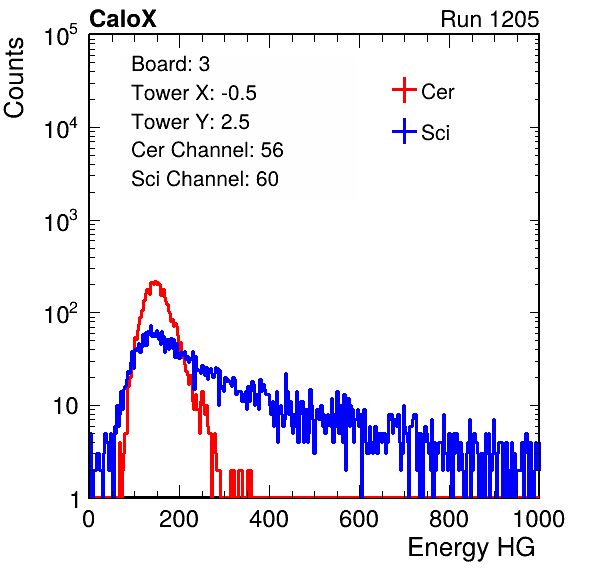 CaloX Run 1205
Counts
10^5
10^4
10^3
10^2
10
1
Board: 3
Tower X: -0.5
Tower Y: 2.5
Cer Channel: 56
Sci Channel: 60
Cer
Sci
0 200 400 600 800 1000
Energy HG